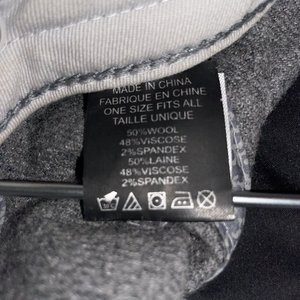 MADE IN CHINA
FABRIQUE EN CHINE
ONE SIZE FITS ALL
TAILLE UNIQUE
50%WOOL
48%VISCOSE
2%SPANDEX
50%LAINE
48%VISCOSE
2%SPANDEX